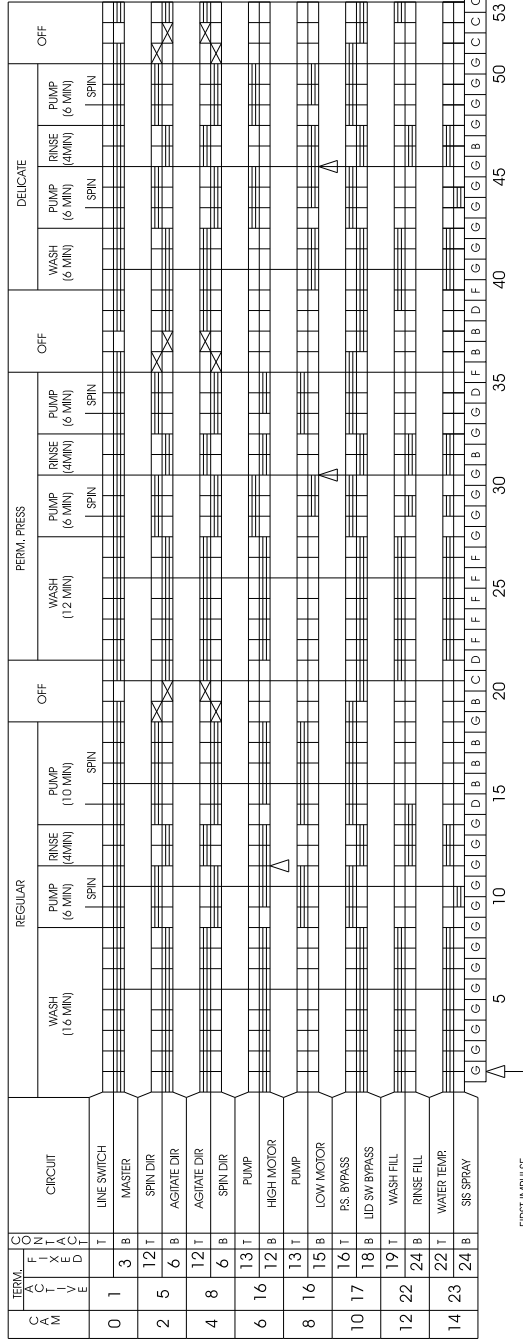 TERM.
CAM ACTIVE FIXED CONTACT CIRCUIT
REGULAR OFF PERM. PRESS OFF DELICATE OFF
WASH (16 MIN) PUMP (6 MIN) SPIN RINSE (4MIN) PUMP (10 MIN) SPIN WASH (12 MIN) PUMP (6 MIN) SPIN RINSE (4MIN) PUMP (6 MIN) SPIN WASH (6 MIN) PUMP (6 MIN) SPIN RINSE (4MIN) PUMP (6 MIN) SPIN
0 1 T LINE SWITCH
3 B MASTER
2 5 12 T SPIN DIR
6 B AGITATE DIR
4 8 12 T AGITATE DIR
6 B SPIN DIR
6 16 13 T PUMP
12 B HIGH MOTOR
8 16 13 T PUMP
15 B LOW MOTOR
10 17 16 T P.S. BYPASS
18 B LID SW BYPASS
12 22 19 T WASH FILL
24 B RINSE FILL
14 23 22 T WATER TEMP.
24 B SIS SPRAY
5 10 15 20 25 30 35 40 45 50 53